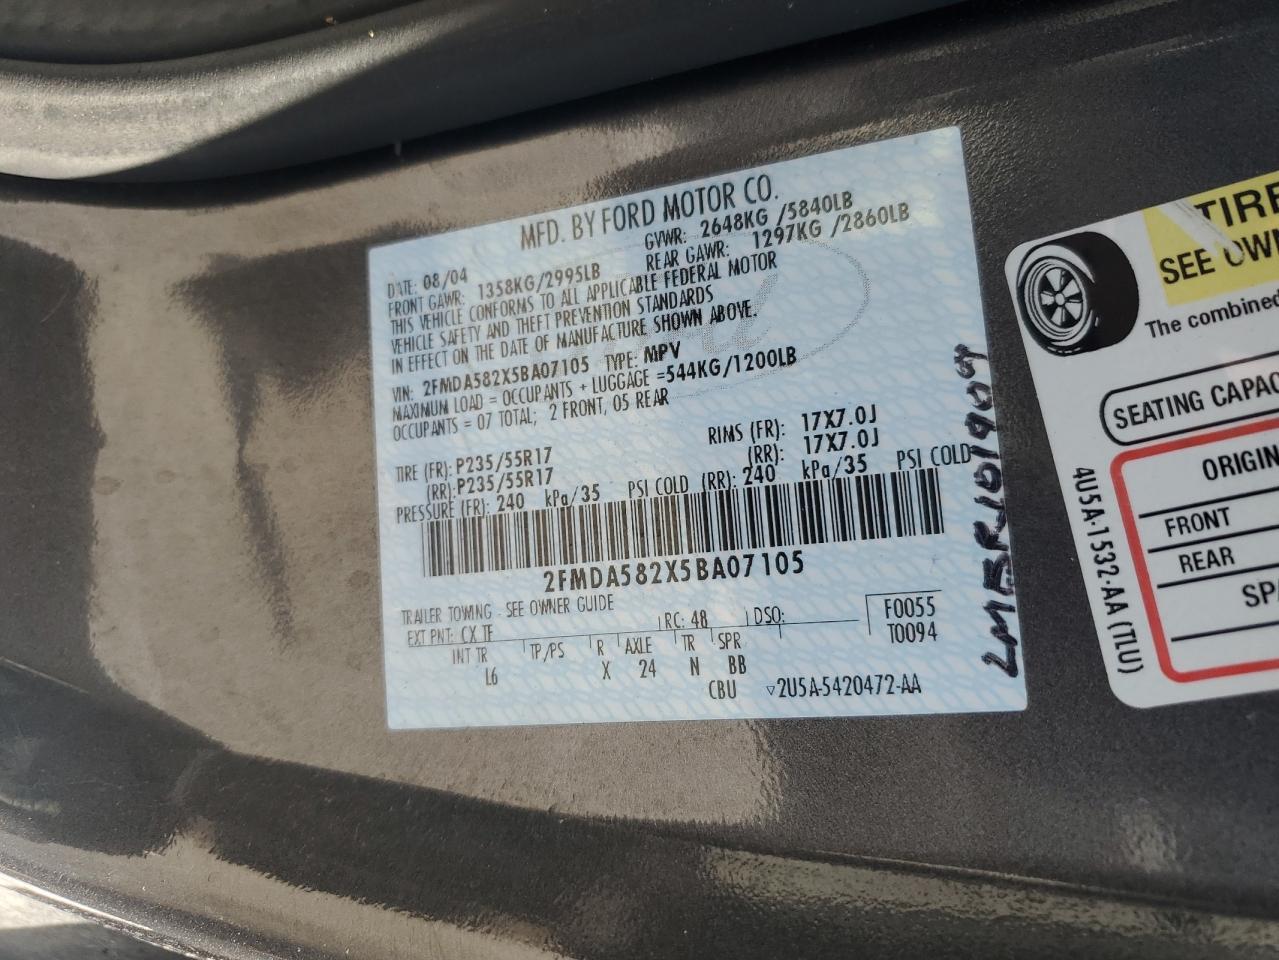 MFD. BY FORD MOTOR CO.
DATE: 08/04 GVWR: 2648KG /5840LB
FRONT GAWR: 1358KG/2995LB REAR GAWR: 1297KG /2860LB
THIS VEHICLE CONFORMS TO ALL APPLICABLE FEDERAL MOTOR
VEHICLE SAFETY AND THEFT PREVENTION STANDARDS
IN EFFECT ON THE DATE OF MANUFACTURE SHOWN ABOVE.
VIN: 2FMDA582X5BA07105 TYPE: MPV
MAXIMUM LOAD = OCCUPANTS + LUGGAGE =544KG/1200LB
OCCUPANTS = 07 TOTAL; 2 FRONT, 05 REAR
RIMS (FR): 17X7.0J
TIRE (FR): P235/55R17 (RR): 17X7.0J
(RR): P235/55R17
PRESSURE (FR): 240 kPa/35 PSI COLD (RR): 240 kPa/35 PSI COLD
2FMDA582X5BA07105
TRAILER TOWING - SEE OWNER GUIDE
EXT PNT: CX TF RC: 48 DSO: F0055
T0094
INT TR TP/PS R AXLE TR SPR
L6 X 24 N BB
CBU ▽2U5A-5420472-AA
TIRE
SEE OWN
The combined
SEATING CAPAC
ORIGIN
FRONT
REAR
SPA
4U5A-1532-AA (TLU)